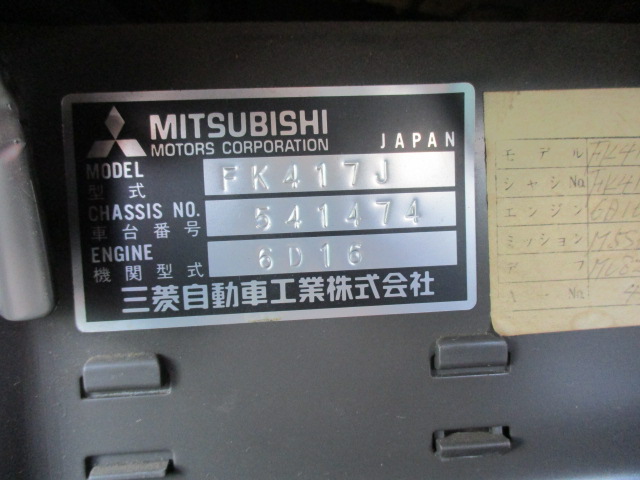 MITSUBISHI
MOTORS CORPORATION JAPAN
MODEL
型式 FK417J
CHASSIS NO.
車台番号 541474
ENGINE
機関型式 6D16
三菱自動車工業株式会社
モデル
シャシNo.
エンジン
ミッション
No.